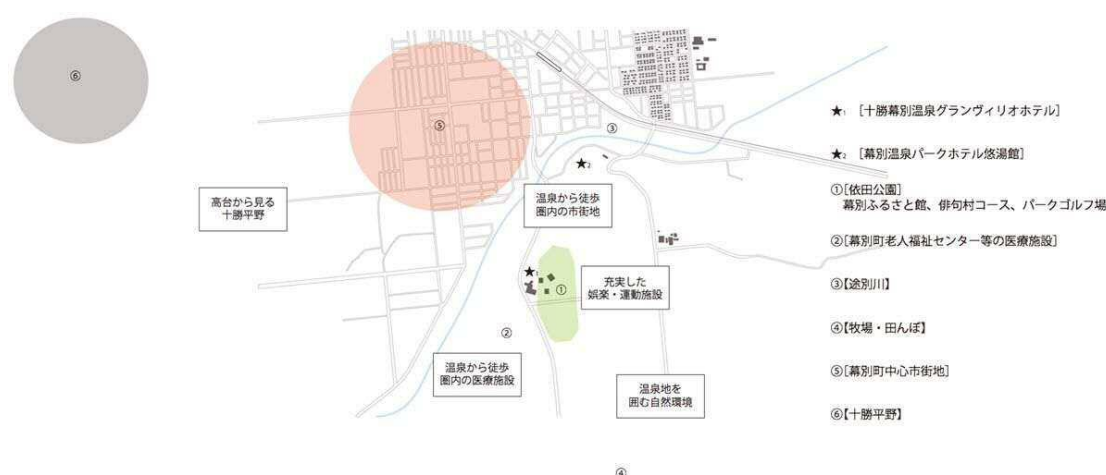 ⑥
⑤
③
★2
高台から見る
十勝平野
温泉から徒歩
圏内の市街地
★1
①
充実した
娯楽・運動施設
②
温泉から徒歩
圏内の医療施設
温泉地を
囲む自然環境
④
★1 [十勝幕別温泉グランヴィリオホテル]
★2 [幕別温泉パークホテル悠湯館]
①[依田公園]
幕別ふるさと館、俳句村コース、パークゴルフ場
②[幕別町老人福祉センター等の医療施設]
③【途別川】
④【牧場・田んぼ】
⑤[幕別町中心市街地]
⑥【十勝平野】